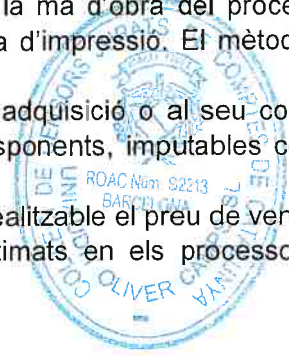 la ma d'obra del proce
a d'impressió. El mètod
adquisició o al seu co
sponents, imputables c
ealitzable el preu de ven
timats en els processo
ROAC Núm. S2213
BARCELONA
OLIVER